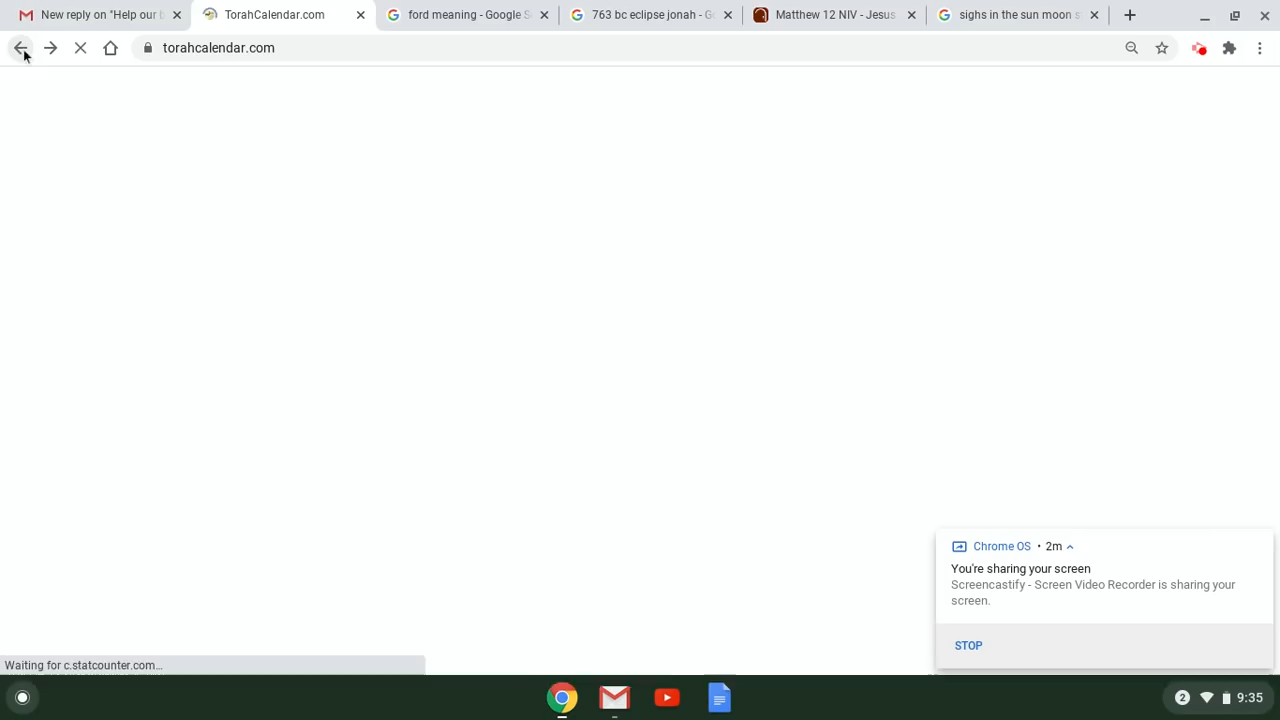 New reply on "Help our b
TorahCalendar.com
ford meaning - Google S
763 bc eclipse jonah - G
Matthew 12 NIV - Jesus
sighs in the sun moon s
torahcalendar.com
Chrome OS • 2m
You're sharing your screen
Screencastify - Screen Video Recorder is sharing your
screen.
STOP
Waiting for c.statcounter.com...
2
9:35